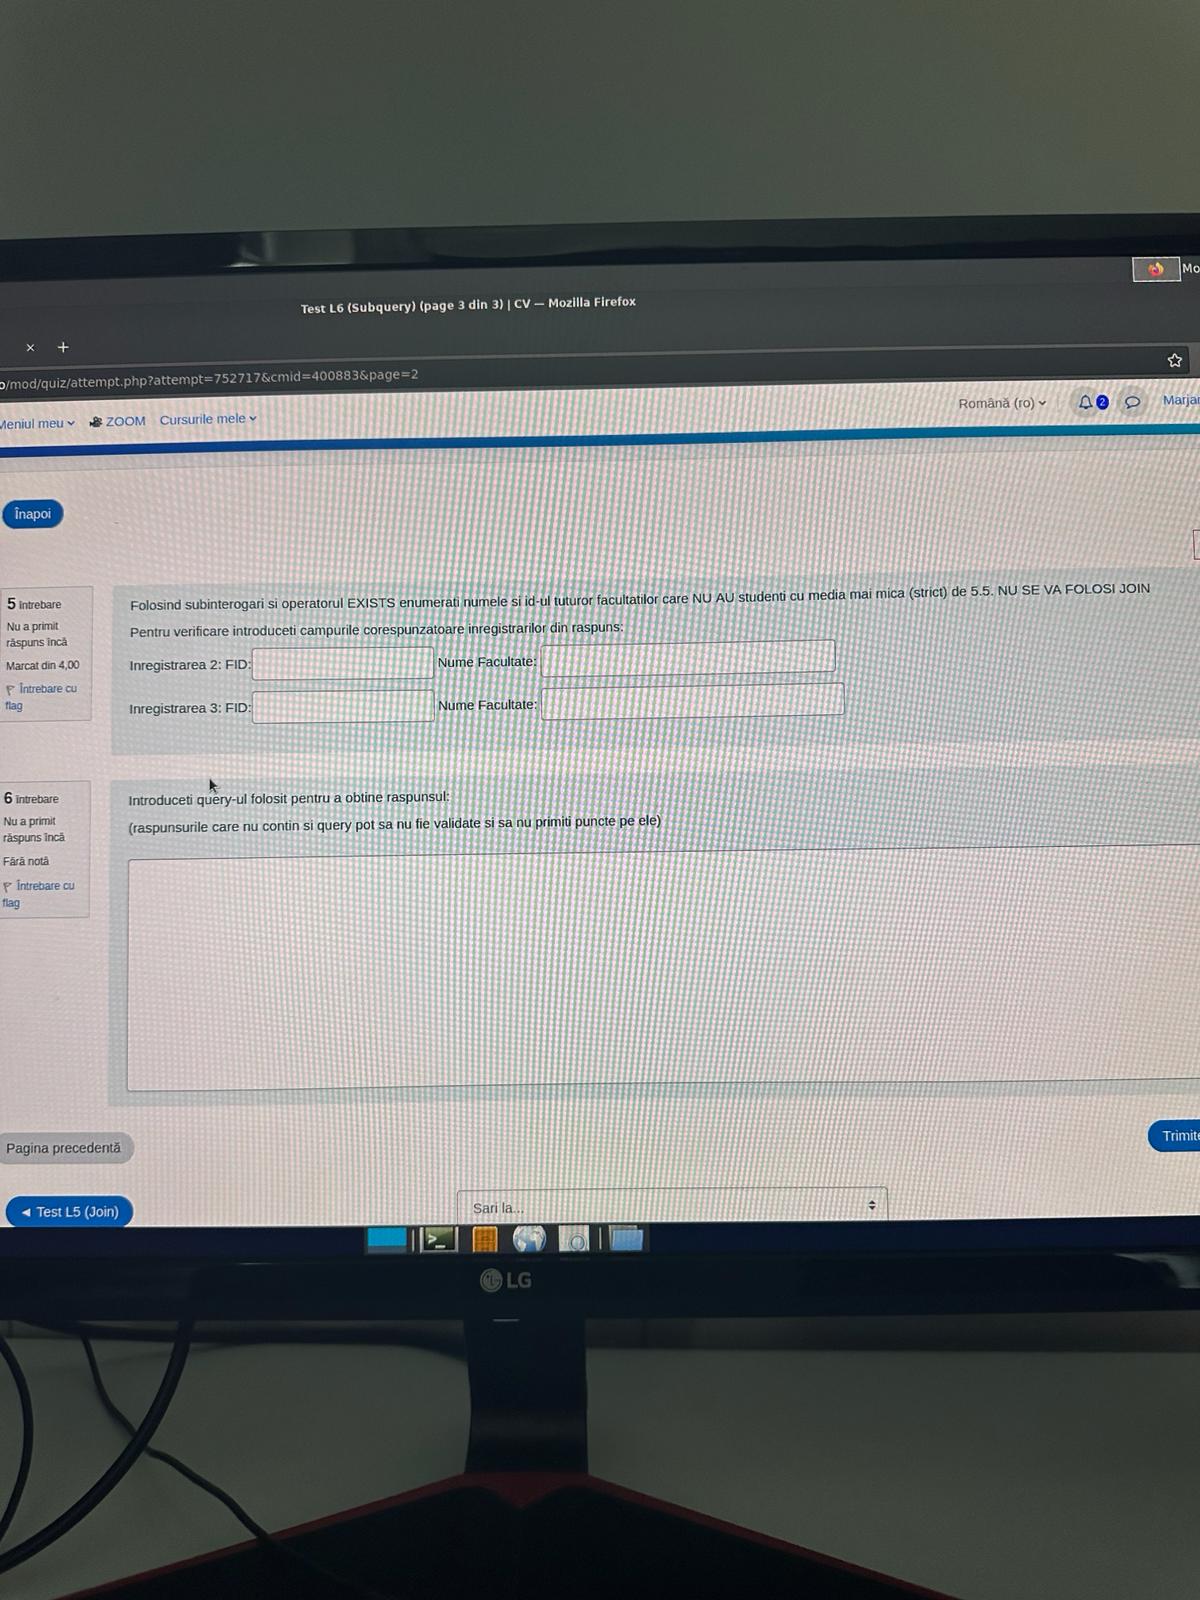 Mo
Test L6 (Subquery) (page 3 din 3) | CV — Mozilla Firefox
× +
o/mod/quiz/attempt.php?attempt=752717&cmid=400883&page=2
Meniul meu ZOOM Cursurile mele Română (ro) 2 Marjan
Înapoi
5 întrebare
Nu a primit
răspuns încă
Marcat din 4,00
Întrebare cu
flag
Folosind subinterogari si operatorul EXISTS enumerati numele si id-ul tuturor facultatilor care NU AU studenti cu media mai mica (strict) de 5.5. NU SE VA FOLOSI JOIN
Pentru verificare introduceti campurile corespunzatoare inregistrarilor din raspuns:
Inregistrarea 2: FID: Nume Facultate:
Inregistrarea 3: FID: Nume Facultate:
6 întrebare
Nu a primit
răspuns încă
Fără notă
Întrebare cu
flag
Introduceti query-ul folosit pentru a obtine raspunsul:
(raspunsurile care nu contin si query pot sa nu fie validate si sa nu primiti puncte pe ele)
Pagina precedentă
Trimite
◄ Test L5 (Join)
Sari la...
LG